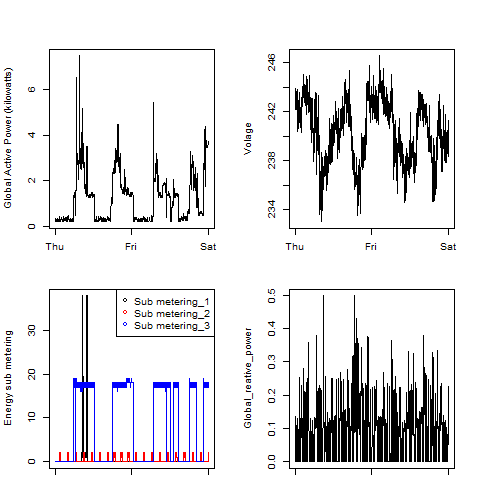 Global Active Power (kilowatts)
0 2 4 6
Thu Fri Sat
Volage
234 238 242 246
Thu Fri Sat
Energy sub metering
0 10 20 30
Sub metering_1
Sub metering_2
Sub metering_3
Global_reative_power
0.0 0.1 0.2 0.3 0.4 0.5